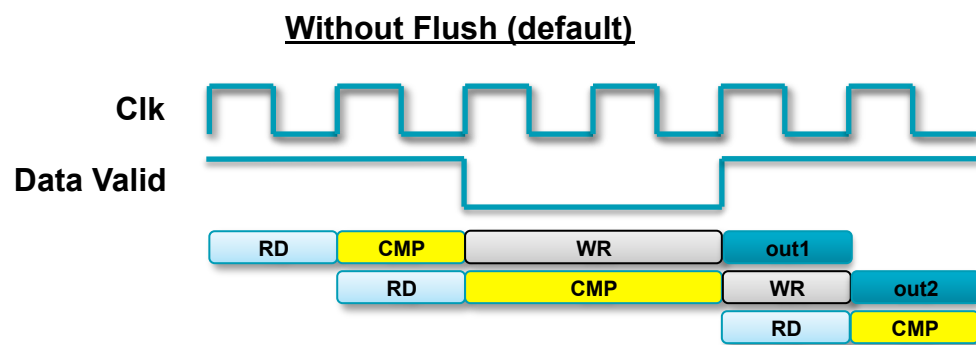 Without Flush (default)
Clk
Data Valid
RD CMP WR out1
RD CMP WR out2
RD CMP